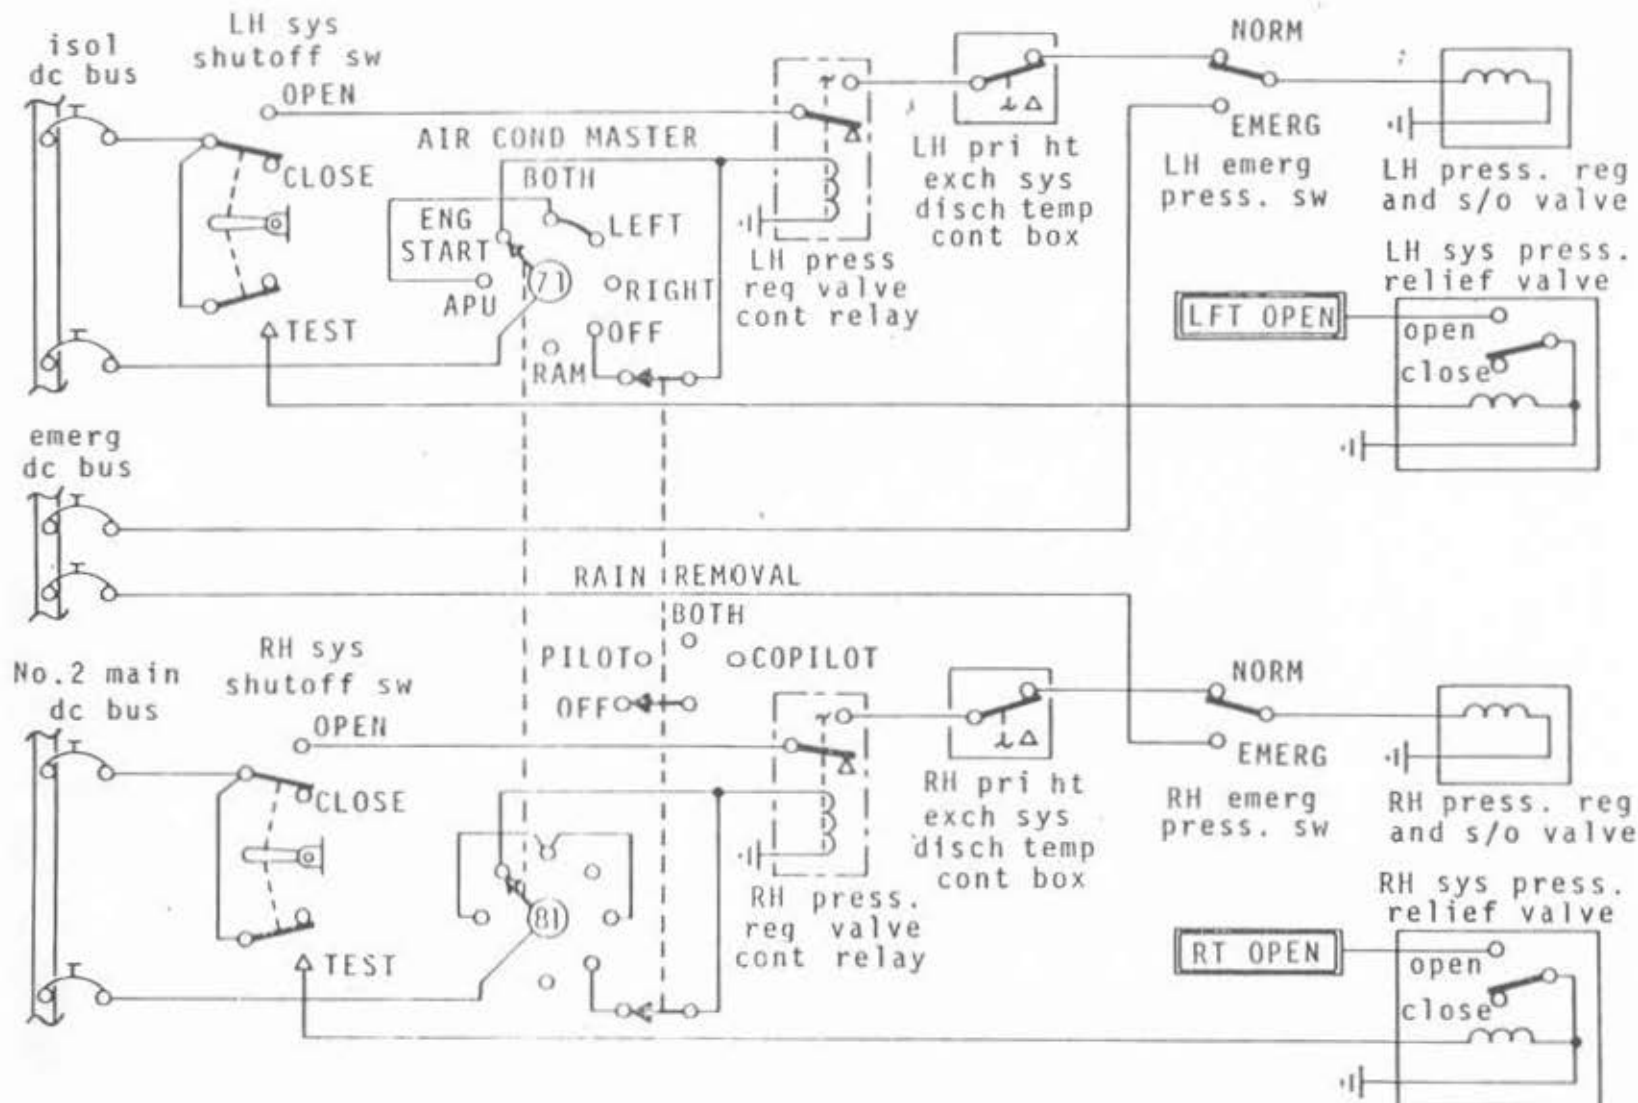 isol
dc bus
LH sys
shutoff sw
OPEN
CLOSE
TEST
AIR COND MASTER
BOTH
ENG
START
LEFT
APU
71
RIGHT
OFF
RAM
LH press
reg valve
cont relay
LH pri ht
exch sys
disch temp
cont box
NORM
EMERG
LH emerg
press. sw
LH press. reg
and s/o valve
LH sys press.
relief valve
LFT OPEN
open
close
emerg
dc bus
RAIN REMOVAL
BOTH
PILOT
COPILOT
OFF
No.2 main
dc bus
RH sys
shutoff sw
OPEN
CLOSE
TEST
81
RH press.
reg valve
cont relay
RH pri ht
exch sys
disch temp
cont box
NORM
EMERG
RH emerg
press. sw
RH press. reg
and s/o valve
RH sys press.
relief valve
RT OPEN
open
close